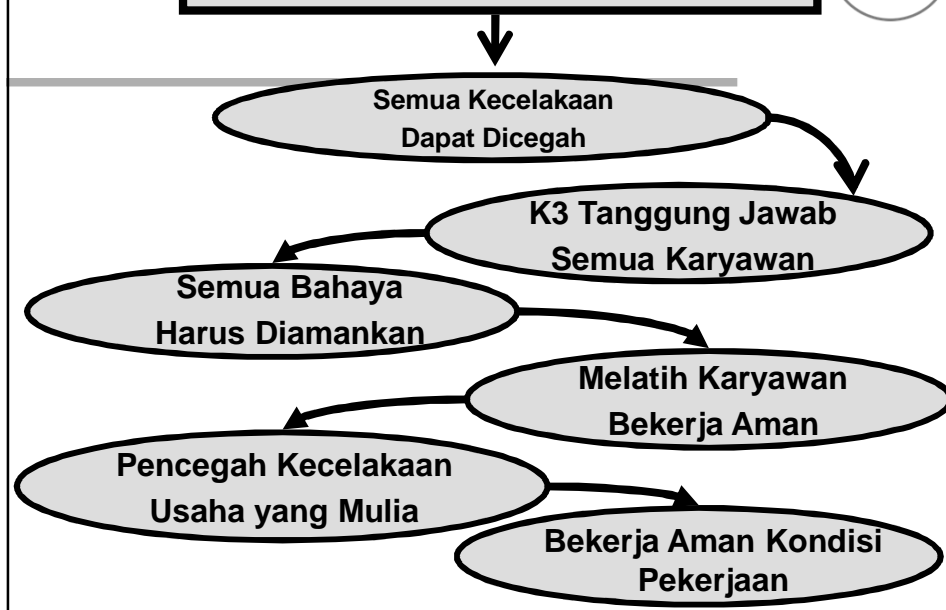 Semua Kecelakaan
Dapat Dicegah
K3 Tanggung Jawab
Semua Karyawan
Semua Bahaya
Harus Diamankan
Melatih Karyawan
Bekerja Aman
Pencegah Kecelakaan
Usaha yang Mulia
Bekerja Aman Kondisi
Pekerjaan